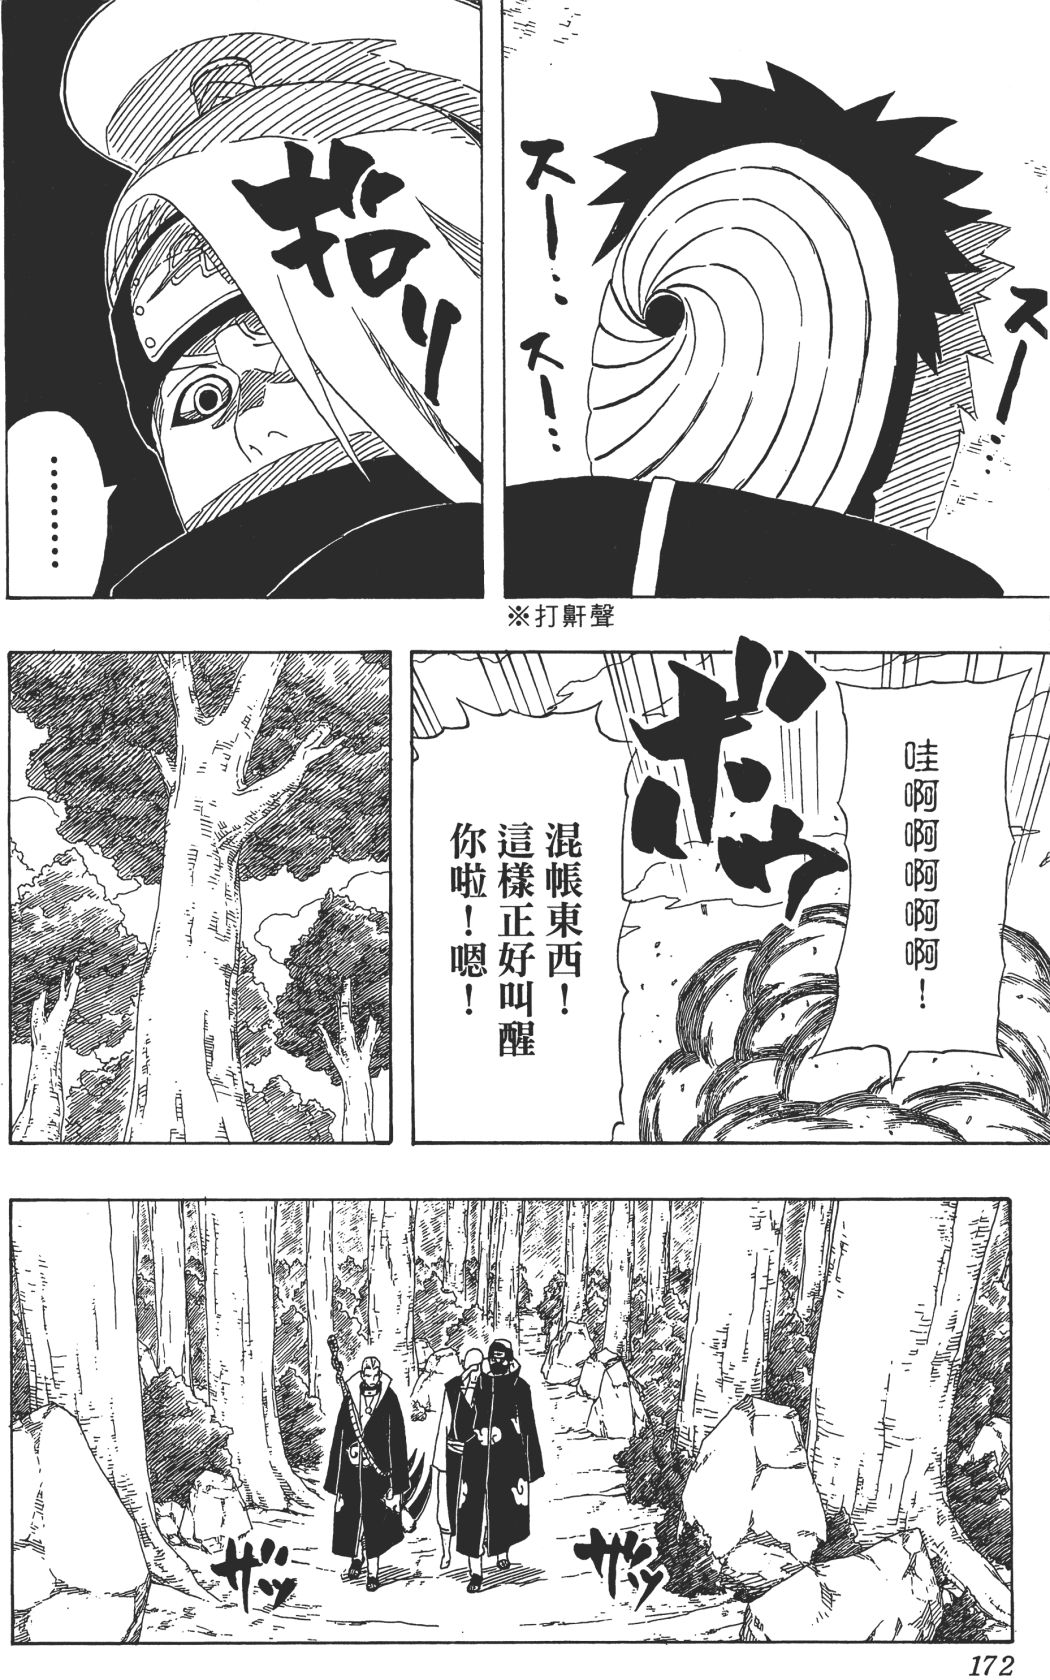 スー‥
スー‥
スー‥
※打鼾聲
ギロリ
………
哇啊啊啊啊啊！
ボウ
混帳東西！
這樣正好叫醒
你啦！嗯！
ザッ
ザッ
172